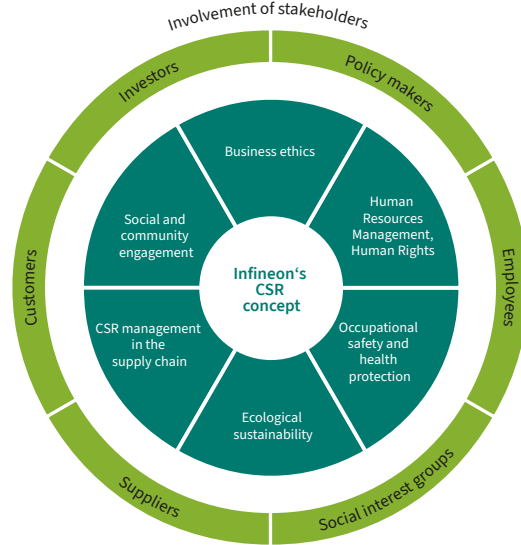 Involvement of stakeholders
Investors
Policy makers
Business ethics
Social and
community
engagement
Human
Resources
Management,
Human Rights
Infineon‘s
CSR
concept
Customers
Employees
CSR management
in the
supply chain
Occupational
safety and
health
protection
Ecological
sustainability
Suppliers
Social interest groups